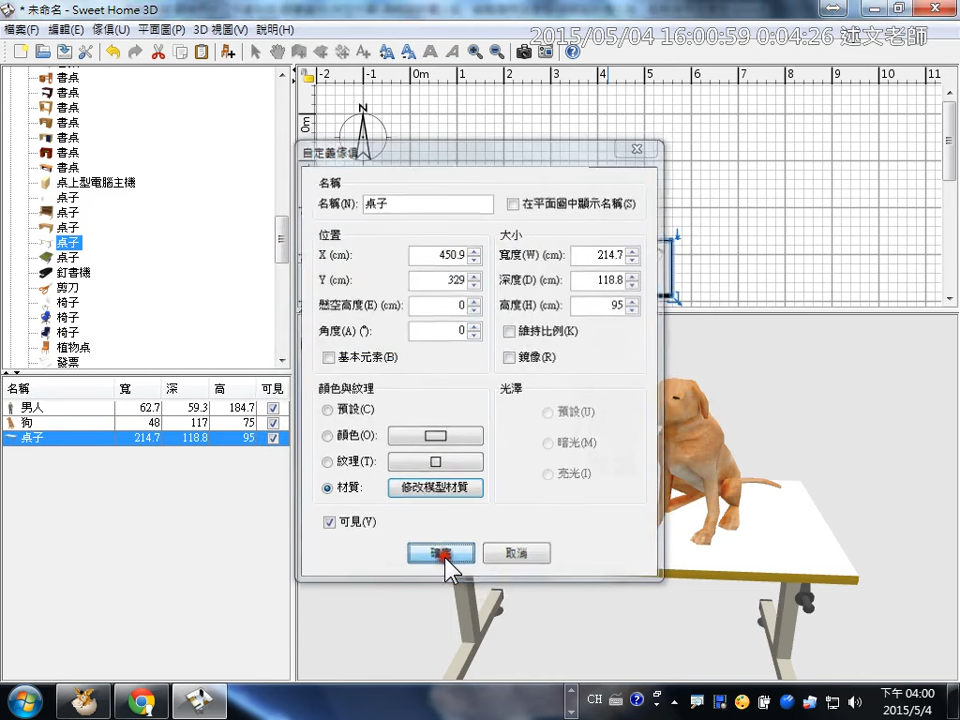 * 未命名 - Sweet Home 3D
檔案(F) 編輯(E) 傢俱(U) 平面圖(P) 3D 視圖(V) 說明(H)
2015/05/04 16:00:59 0:04:26 述文老師
書桌
書桌
書桌
書桌
書桌
書桌
書桌
桌上型電腦主機
桌子
桌子
桌子
桌子
桌子
釘書機
剪刀
椅子
椅子
椅子
植物桌
發票
-2 -1 0m 1 2 3 4 5 6 7 8 9 10 11
0m
N
名稱 寬 深 高 可見
男人 62.7 59.3 184.7
狗 48 117 75
桌子 214.7 118.8 95
自定義傢俱
名稱
名稱(N): 桌子 在平面圖中顯示名稱(S)
位置 大小
X (cm): 450.9 寬度(W) (cm): 214.7
Y (cm): 329 深度(D) (cm): 118.8
懸空高度(E) (cm): 0 高度(H) (cm): 95
角度(A) (°): 0 維持比例(K)
基本元素(B) 鏡像(R)
顏色與紋理 光澤
預設(C) 預設(U)
顏色(O): 暗光(M)
紋理(T): 亮光(I)
材質: 修改模型材質
可見(V)
確定 取消
CH
下午 04:00
2015/5/4